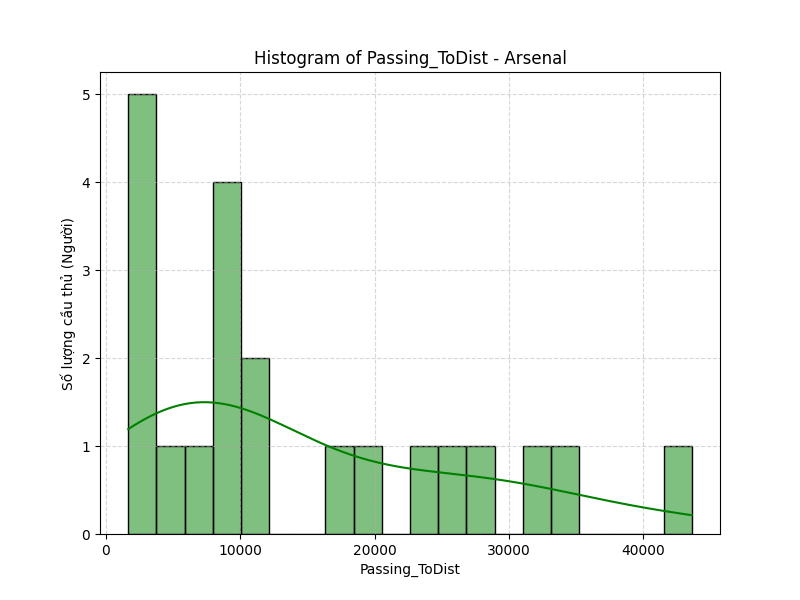 Histogram of Passing_ToDist - Arsenal
5
4
3
2
1
0
Số lượng cầu thủ (Người)
0 10000 20000 30000 40000
Passing_ToDist